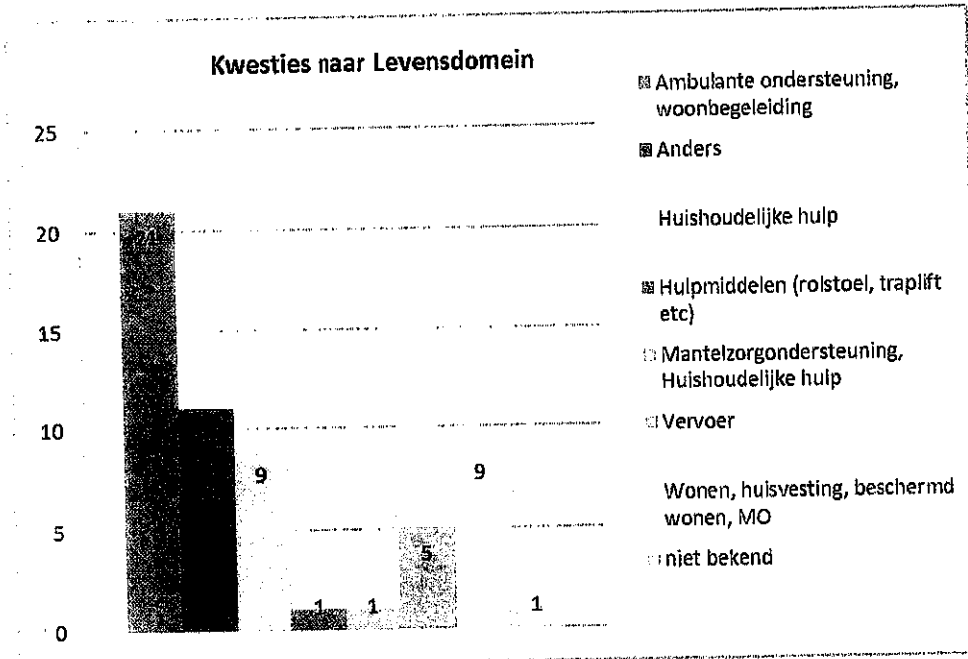 Kwesties naar Levensdomein
25
20
15
10
5
0
21
9
1
1
5
9
1
Ambulante ondersteuning,
woonbegeleiding
Anders
Huishoudelijke hulp
Hulpmiddelen (rolstoel, traplift
etc)
Mantelzorgondersteuning,
Huishoudelijke hulp
Vervoer
Wonen, huisvesting, beschermd
wonen, MO
niet bekend